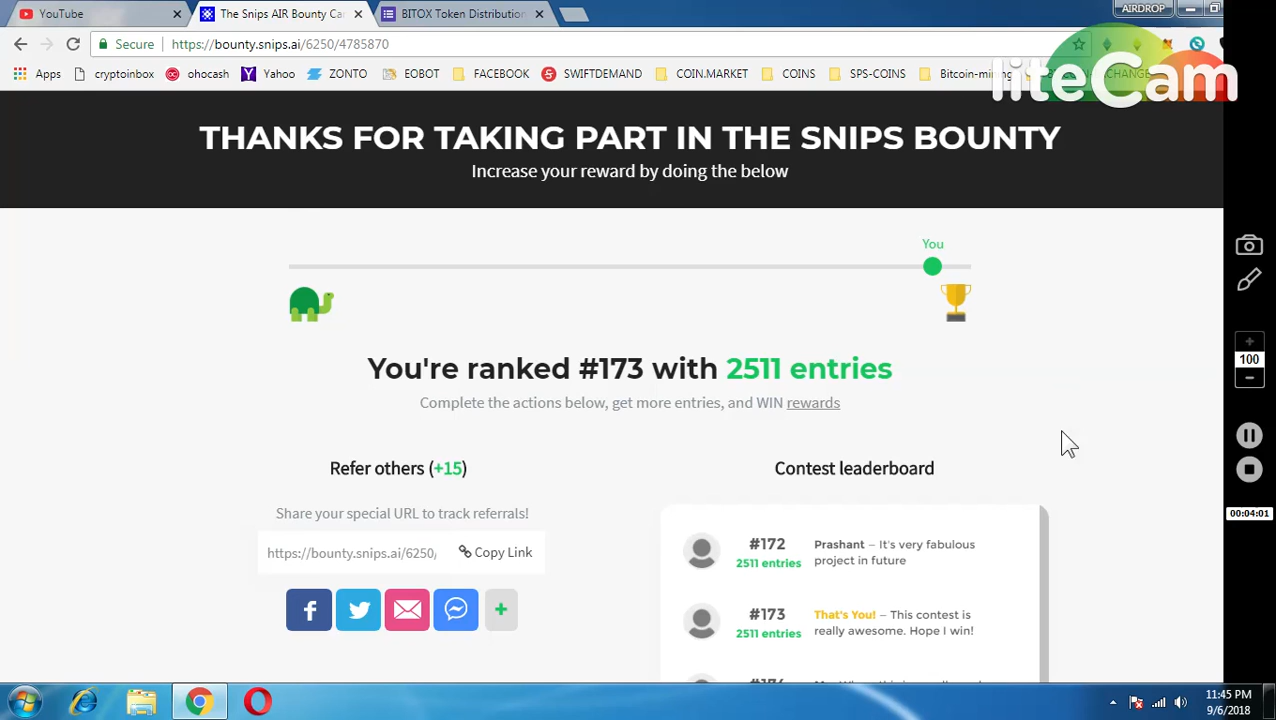 YouTube
The Snips AIR Bounty Ca
BITOX Token Distribution
AIRDROP
Secure
https://bounty.snips.ai/6250/4785870
Apps
cryptoinbox
ohocash
Yahoo
ZONTO
EOBOT
FACEBOOK
SWIFTDEMAND
COIN.MARKET
COINS
SPS-COINS
Bitcoin-mining
liteCam
THANKS FOR TAKING PART IN THE SNIPS BOUNTY
Increase your reward by doing the below
You
You're ranked #173 with 2511 entries
Complete the actions below, get more entries, and WIN rewards
Refer others (+15)
Share your special URL to track referrals!
https://bounty.snips.ai/6250/
Copy Link
Contest leaderboard
#172
2511 entries
Prashant – It's very fabulous
project in future
#173
2511 entries
That's You! – This contest is
really awesome. Hope I win!
100
00:04:01
11:45 PM
9/6/2018